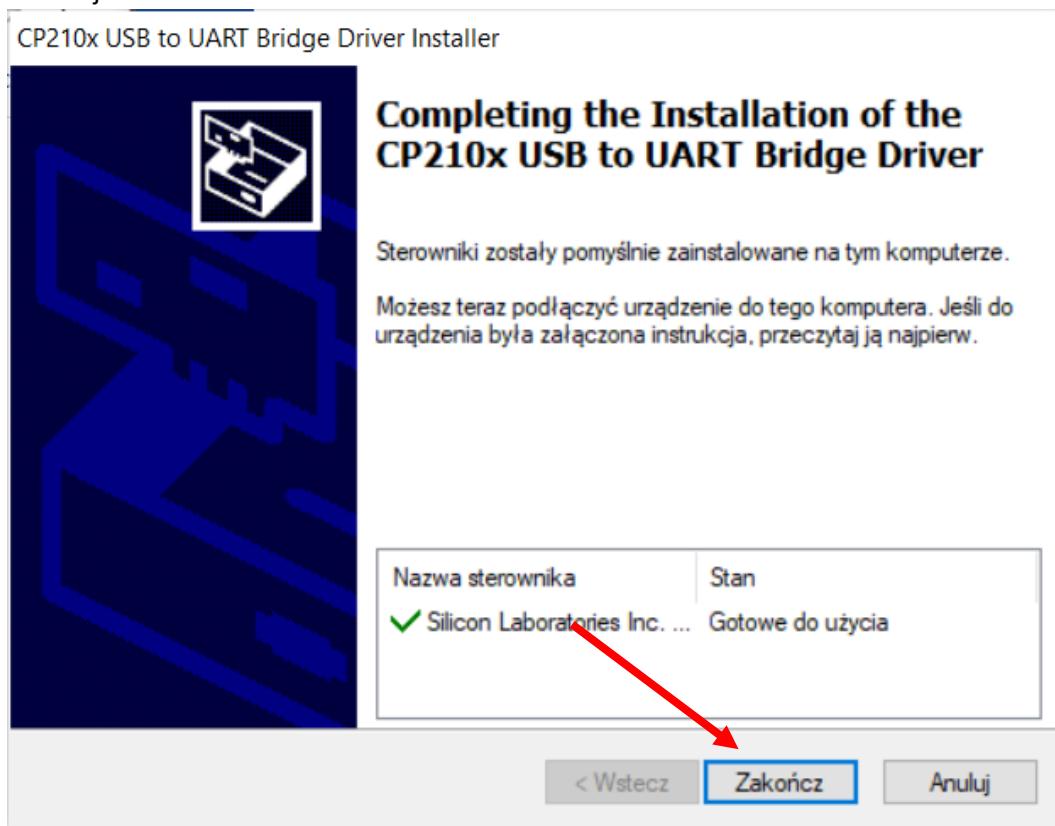 CP210x USB to UART Bridge Driver Installer
Completing the Installation of the
CP210x USB to UART Bridge Driver
Sterowniki zostały pomyślnie zainstalowane na tym komputerze.
Możesz teraz podłączyć urządzenie do tego komputera. Jeśli do
urządzenia była załączona instrukcja, przeczytaj ją najpierw.
Nazwa sterownika Stan
Silicon Laboratories Inc. ... Gotowe do użycia
< Wstecz Zakończ Anuluj